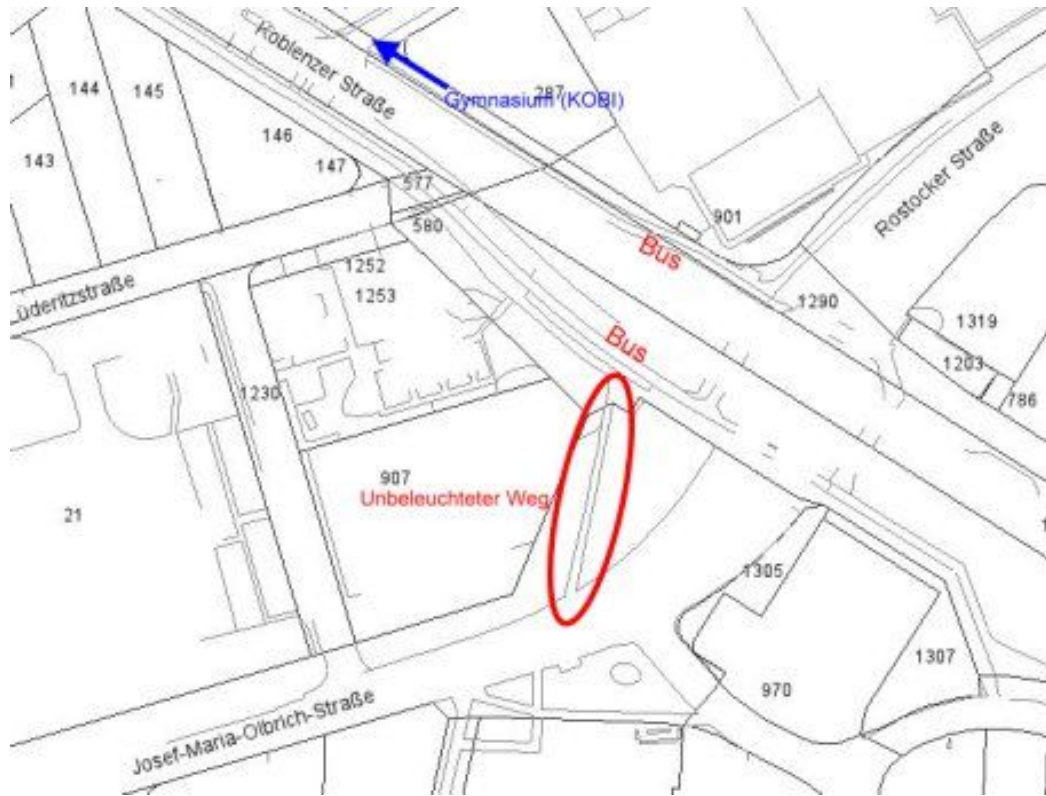 Koblenzer Straße
Gymnasium (KOBI)
287
144
145
146
143
147
577
580
901
Rostocker Straße
Bus
1252
1253
üderitzstraße
1290
1319
Bus
1203
786
1230
907
Unbeleuchteter Weg
21
1305
1307
970
Josef-Maria-Olbrich-Straße